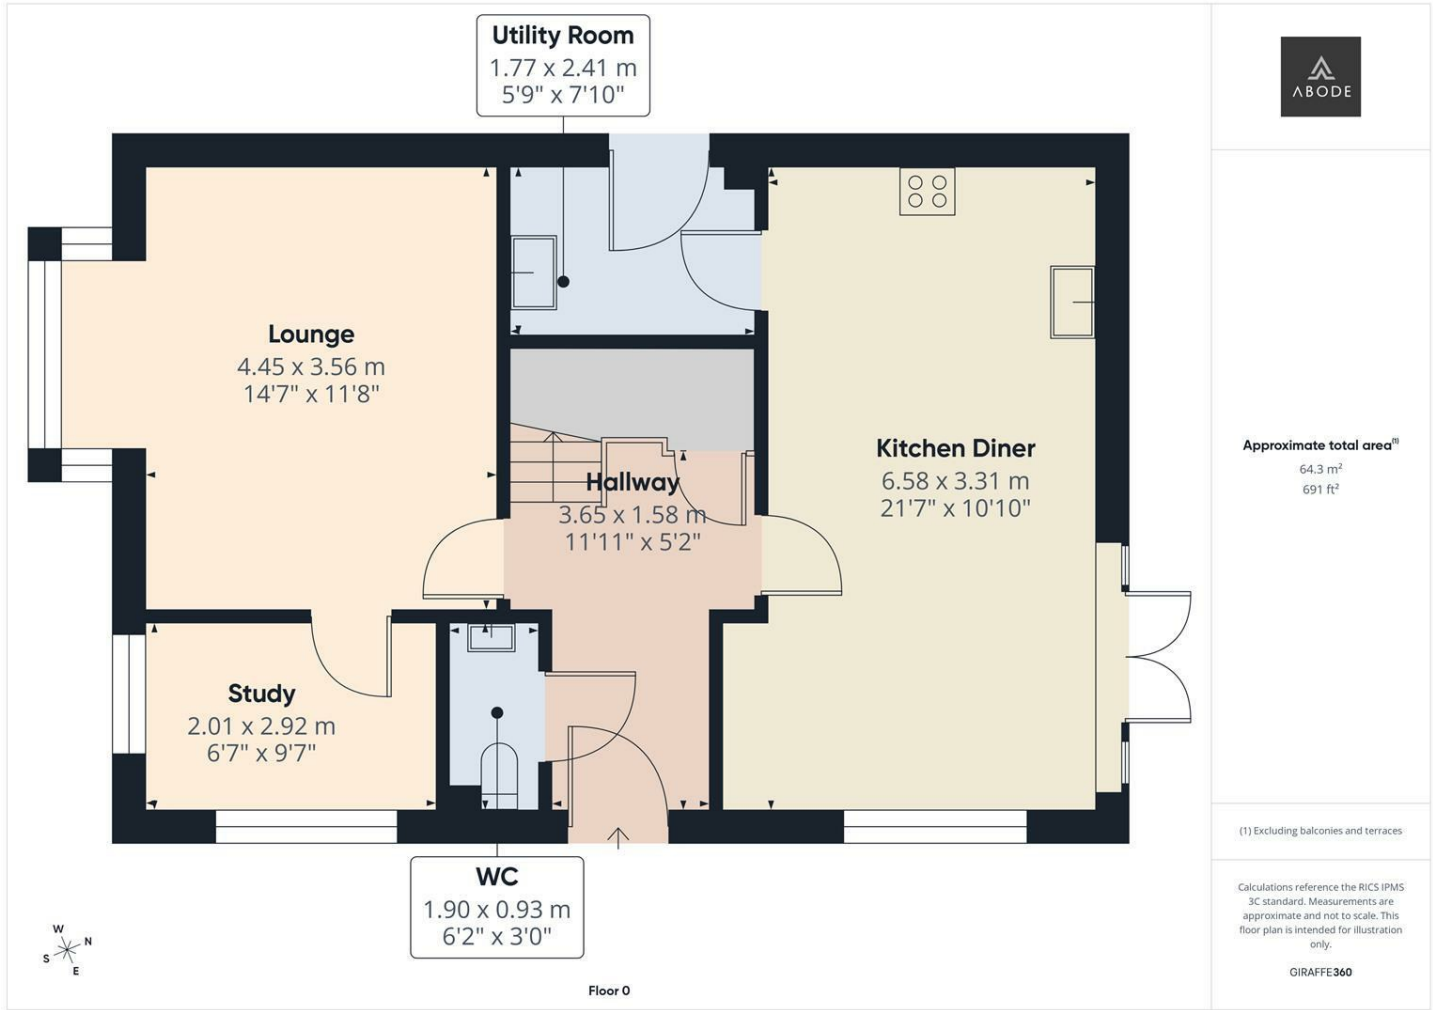 Utility Room
1.77 x 2.41 m
5'9" x 7'10"
ABODE
Lounge
4.45 x 3.56 m
14'7" x 11'8"
Hallway
3.65 x 1.58 m
11'11" x 5'2"
Kitchen Diner
6.58 x 3.31 m
21'7" x 10'10"
Approximate total area(1)
64.3 m²
691 ft²
Study
2.01 x 2.92 m
6'7" x 9'7"
WC
1.90 x 0.93 m
6'2" x 3'0"
(1) Excluding balconies and terraces
Calculations reference the RICS IPMS
3C standard. Measurements are
approximate and not to scale. This
floor plan is intended for illustration
only.
GIRAFFE360
W
N
S
E
Floor 0